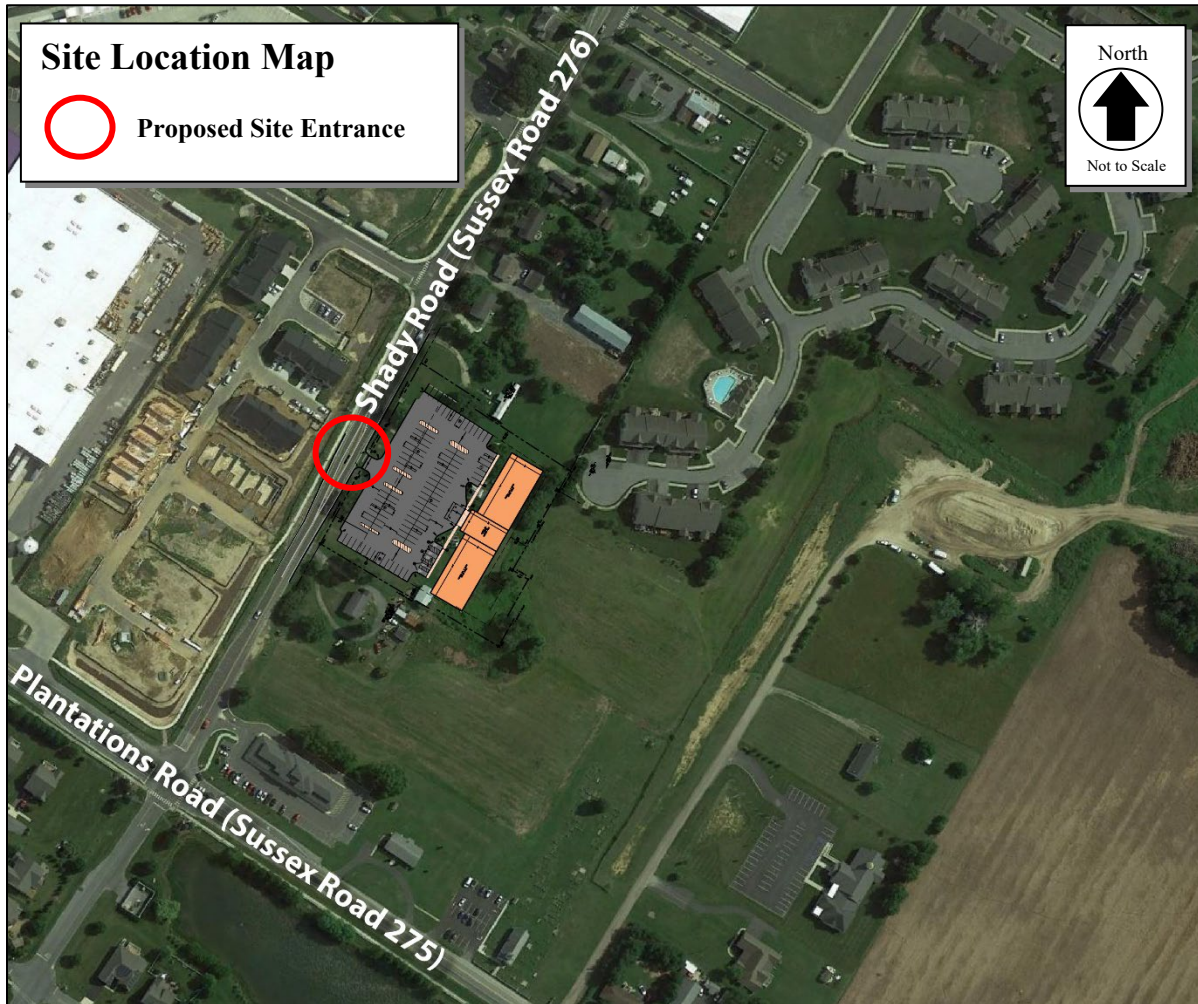 Site Location Map
Proposed Site Entrance
North
Not to Scale
Shady Road (Sussex Road 276)
Plantations Road (Sussex Road 275)